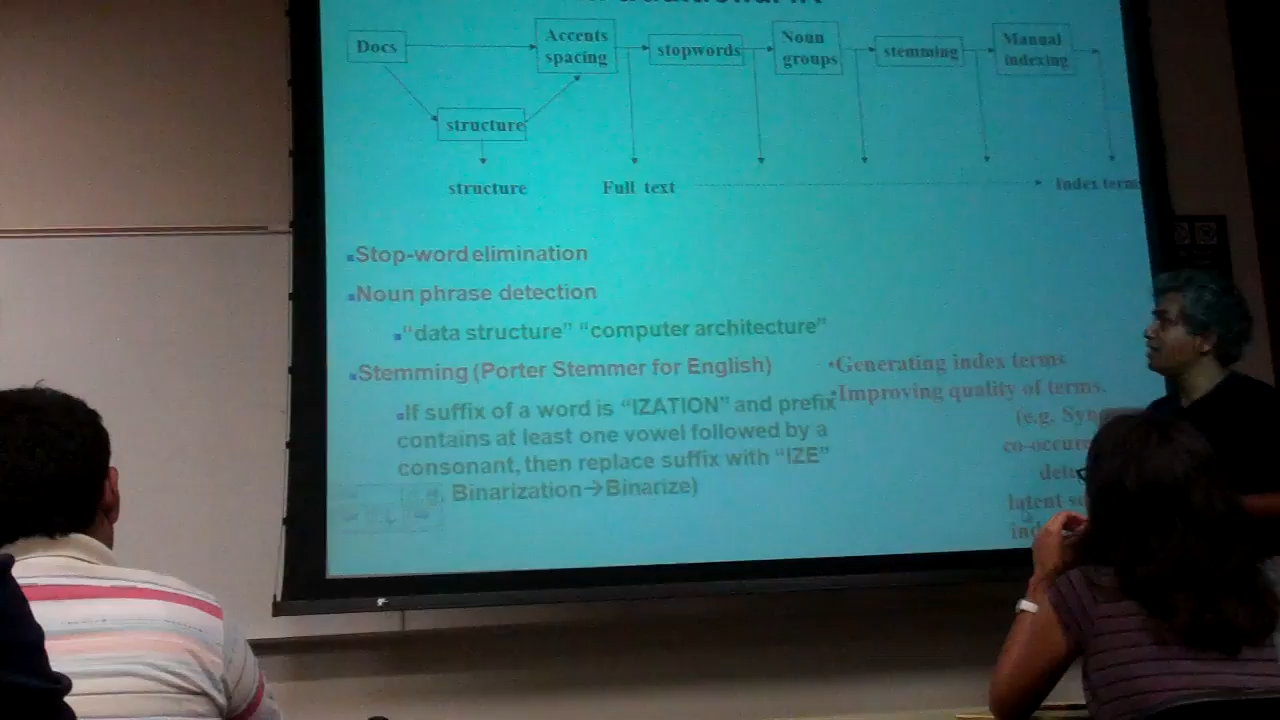 Docs
Accents
spacing
stopwords
Noun
groups
stemming
Manual
indexing
structure
structure
Full text
Index
Stop-word elimination
Noun phrase detection
"data structure" "computer architecture"
Stemming (Porter Stemmer for English)
If suffix of a word is "IZATION" and prefix
contains at least one vowel followed by a
consonant, then replace suffix with "IZE"
Binarization→Binarize)
•Generating index terms
•Improving quality of terms.
(e.g.
latent